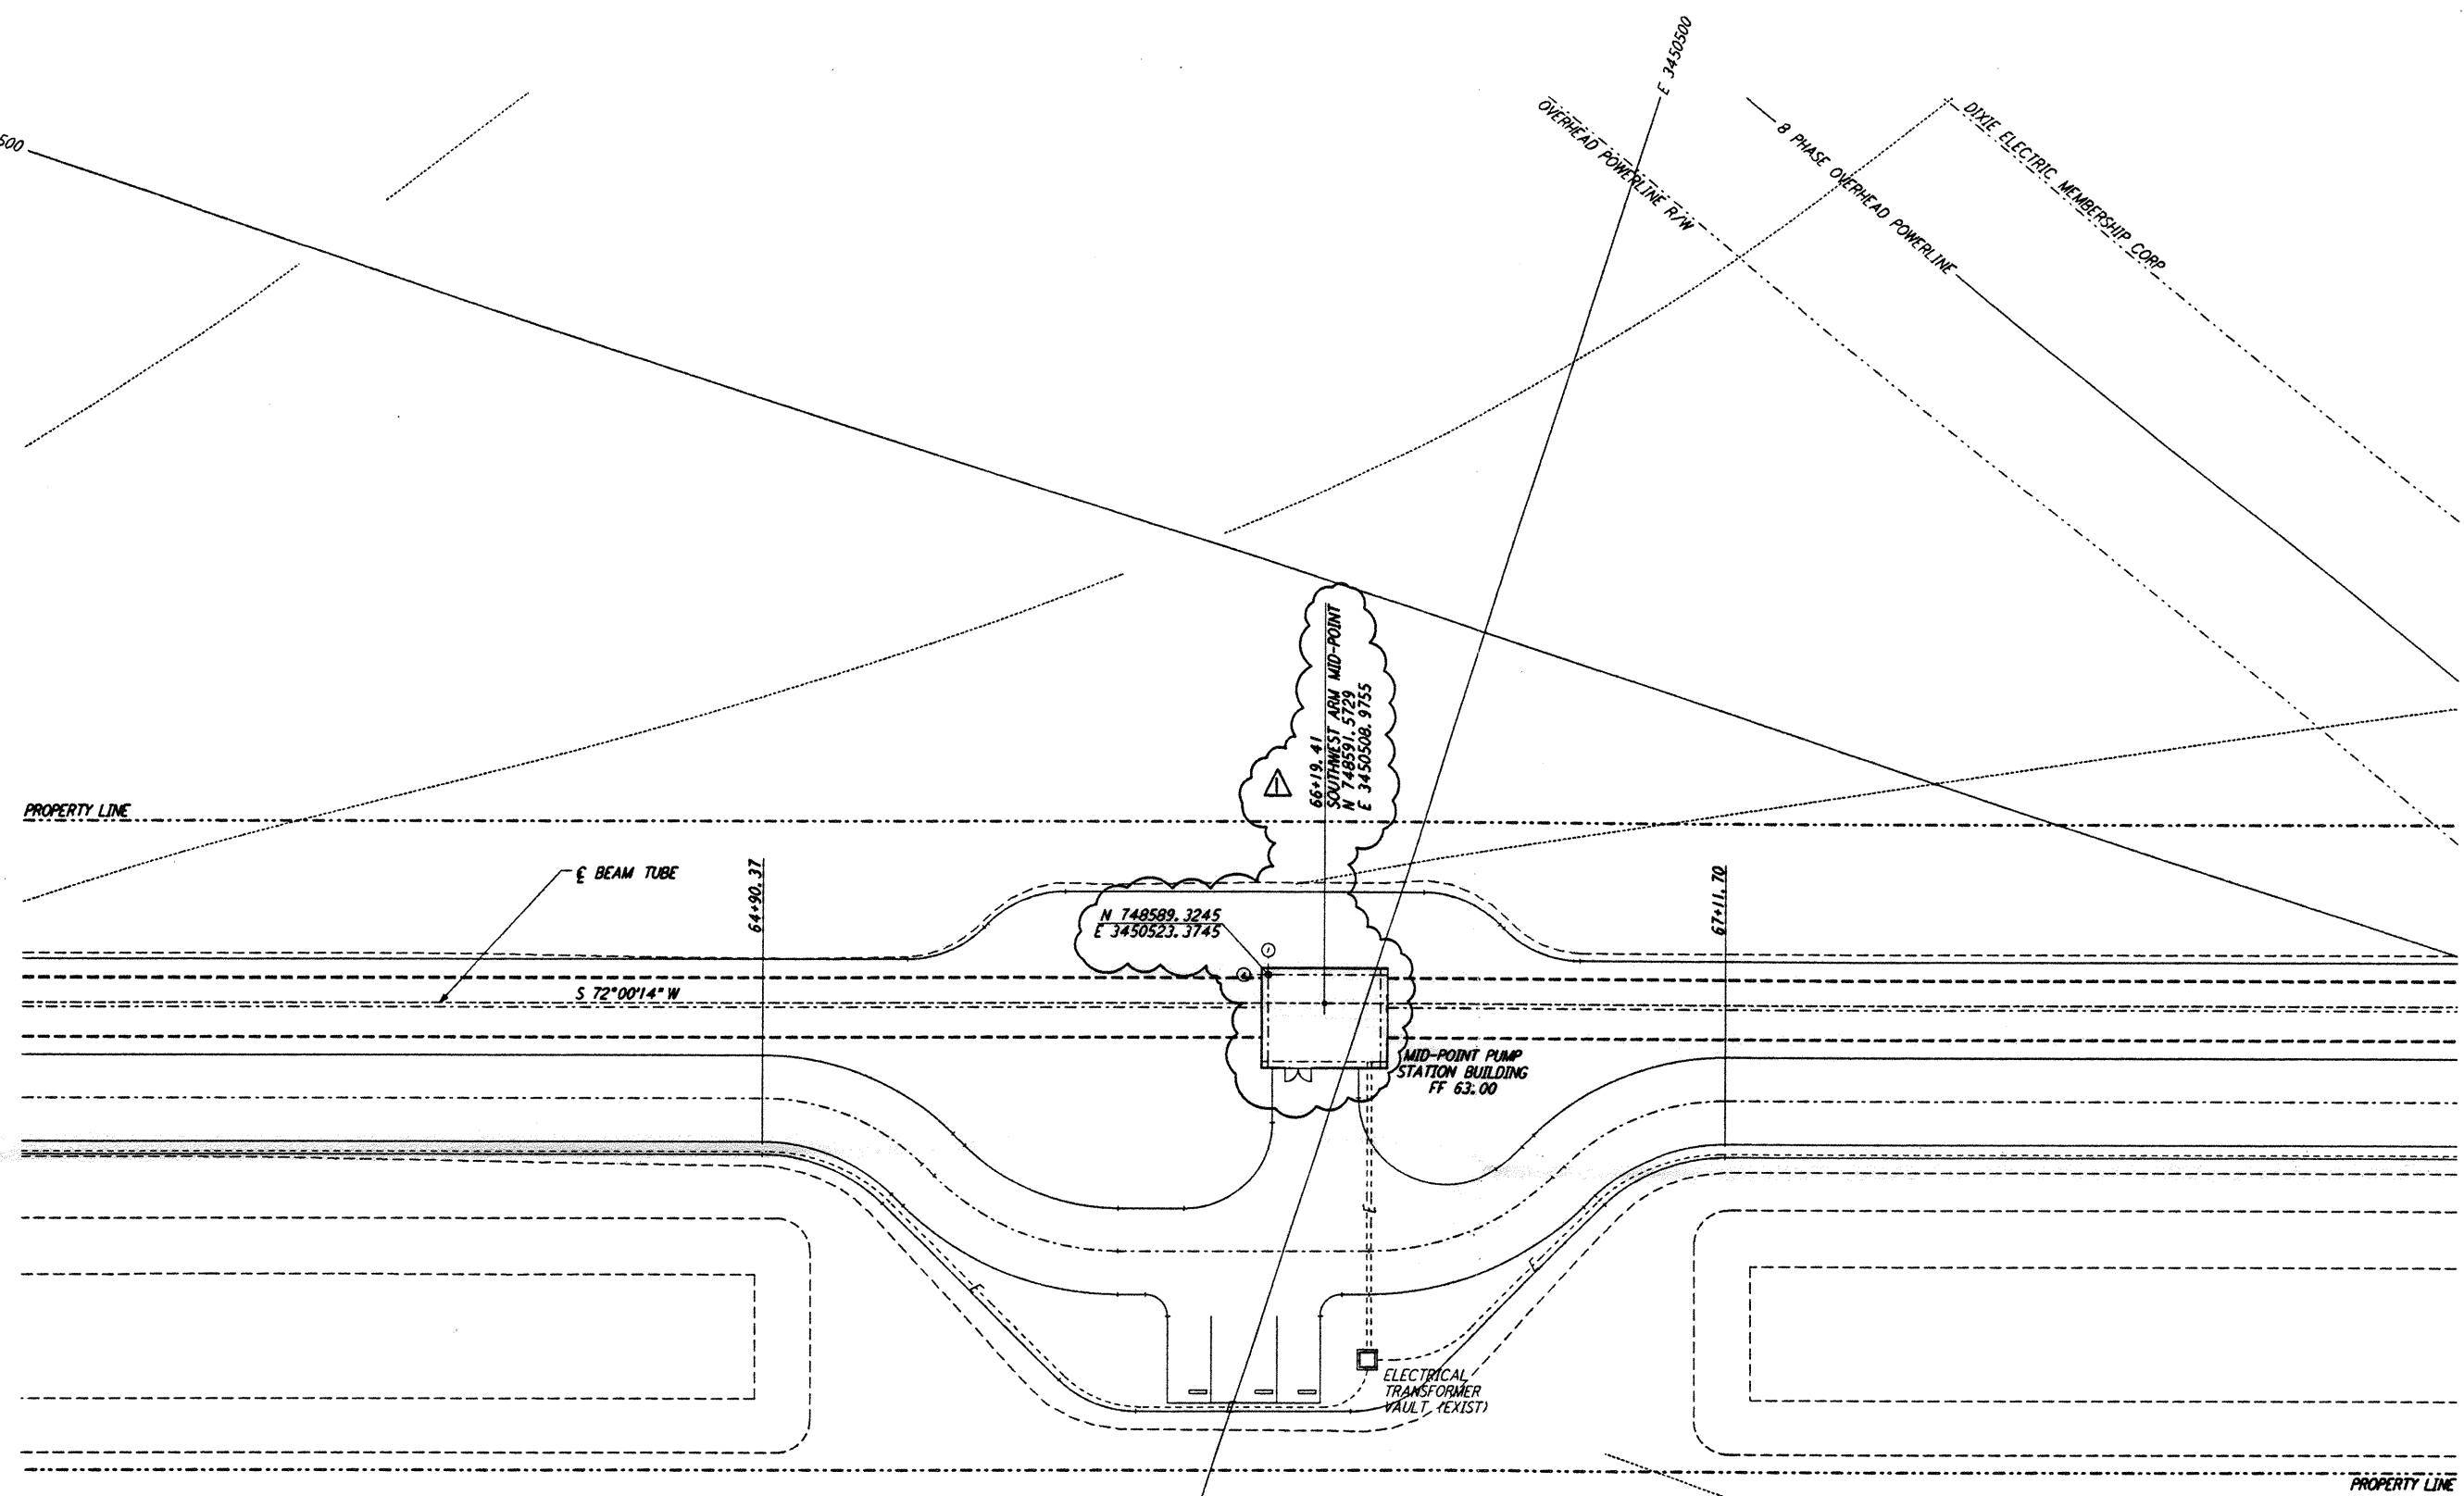 E 3450500
500
OVERHEAD POWERLINE R/W
8 PHASE OVERHEAD POWERLINE
DIXIE ELECTRIC MEMBERSHIP CORP
66+19.41
SOUTHWEST ARM MID-POINT
N 748591.5729
E 3450508.9755
1
PROPERTY LINE
℄ BEAM TUBE
64+90.37
67+11.70
N 748589.3245
E 3450523.3745
1
S 72°00'14" W
MID-POINT PUMP
STATION BUILDING
FF 63.00
E
E
E
E
ELECTRICAL
TRANSFORMER
VAULT (EXIST)
PROPERTY LINE